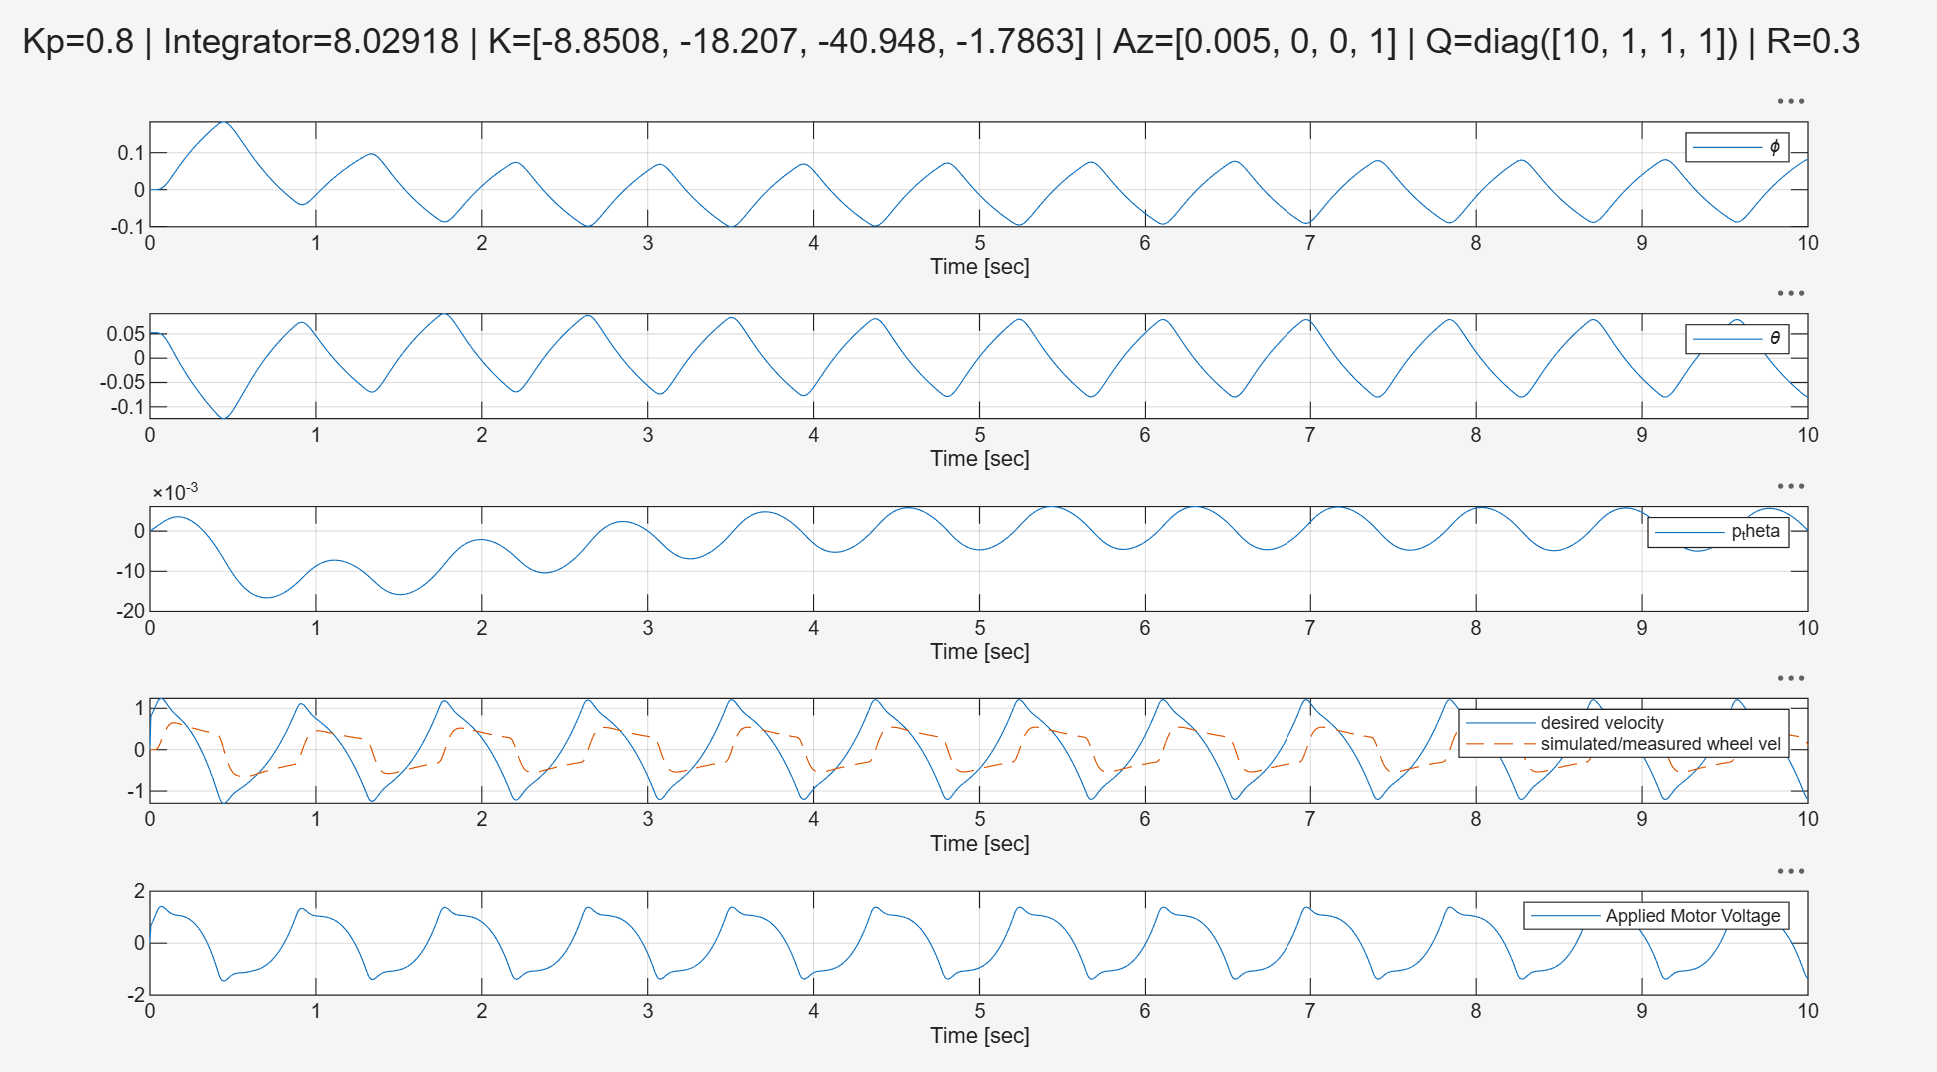 Kp=0.8 | Integrator=8.02918 | K=[-8.8508, -18.207, -40.948, -1.7863] | Az=[0.005, 0, 0, 1] | Q=diag([10, 1, 1, 1]) | R=0.3
0.1
0
-0.1
ϕ
0 1 2 3 4 5 6 7 8 9 10
Time [sec]
0.05
0
-0.05
-0.1
θ
0 1 2 3 4 5 6 7 8 9 10
Time [sec]
×10^-3
0
-10
-20
p_theta
0 1 2 3 4 5 6 7 8 9 10
Time [sec]
1
0
-1
desired velocity
simulated/measured wheel vel
0 1 2 3 4 5 6 7 8 9 10
Time [sec]
2
0
-2
Applied Motor Voltage
0 1 2 3 4 5 6 7 8 9 10
Time [sec]